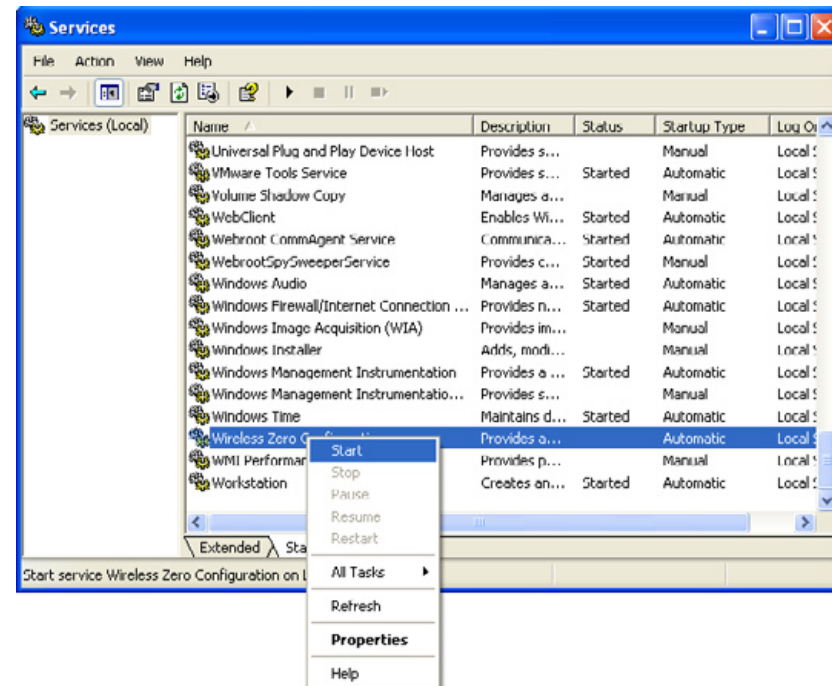 Services
File Action View Help
Services (Local)
Name Description Status Startup Type Log O
Universal Plug and Play Device Host Provides s... Manual Local
VMware Tools Service Provides s... Started Automatic Local
Volume Shadow Copy Manages a... Manual Local
WebClient Enables Wi... Started Automatic Local
Webroot CommAgent Service Communica... Started Automatic Local
WebrootSpySweeperService Provides c... Started Manual Local
Windows Audio Manages a... Started Automatic Local
Windows Firewall/Internet Connection ... Provides n... Started Automatic Local
Windows Image Acquisition (WIA) Provides im... Manual Local
Windows Installer Adds, modi... Manual Local
Windows Management Instrumentation Provides a ... Started Automatic Local
Windows Management Instrumentatio... Provides s... Manual Local
Windows Time Maintains d... Started Automatic Local
Wireless Zero Provides a... Automatic Local
WMI Performan Provides p... Manual Local
Workstation Creates an... Started Automatic Local
Start
Stop
Pause
Resume
Restart
All Tasks
Refresh
Properties
Help
Extended Sta
Start service Wireless Zero Configuration on L